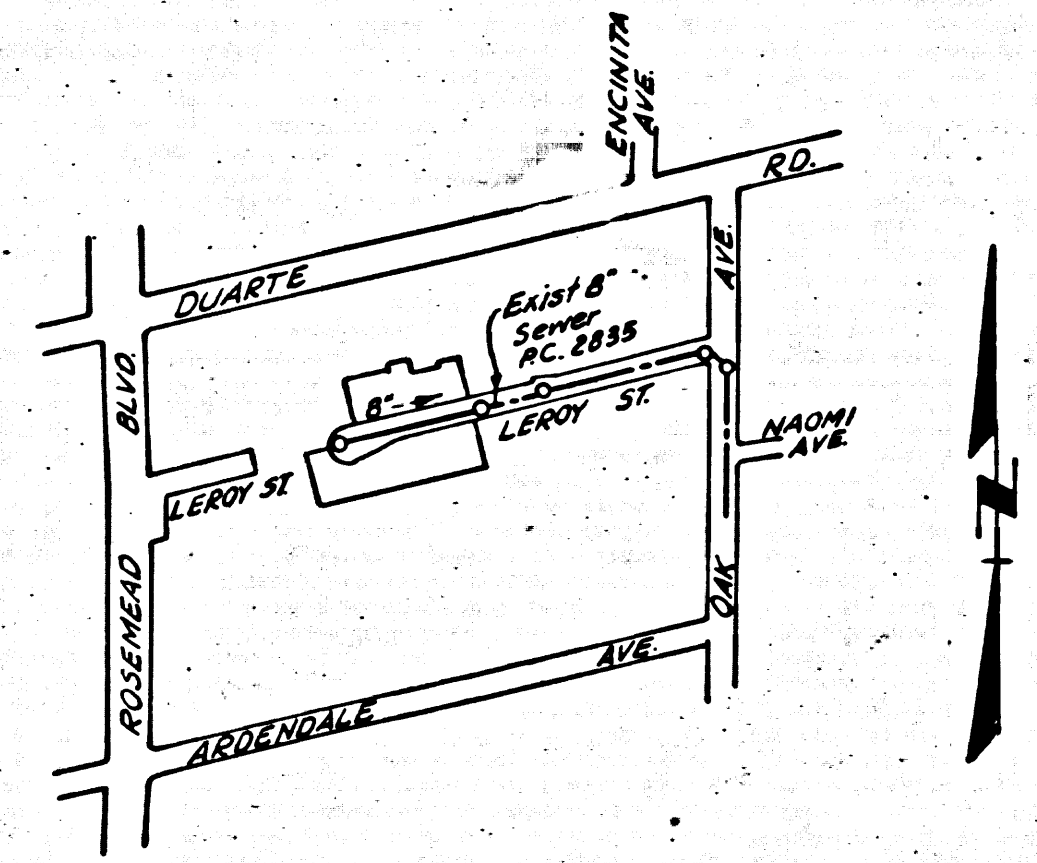 ENCINITA
AVE.
RD.
DUARTE
AVE.
Exist 8"
Sewer
P.C. 2835
BLVD.
8"
LEROY ST.
NAOMI
AVE.
LEROY ST.
N
OAK
ROSEMEAD
AVE.
ARDENDALE